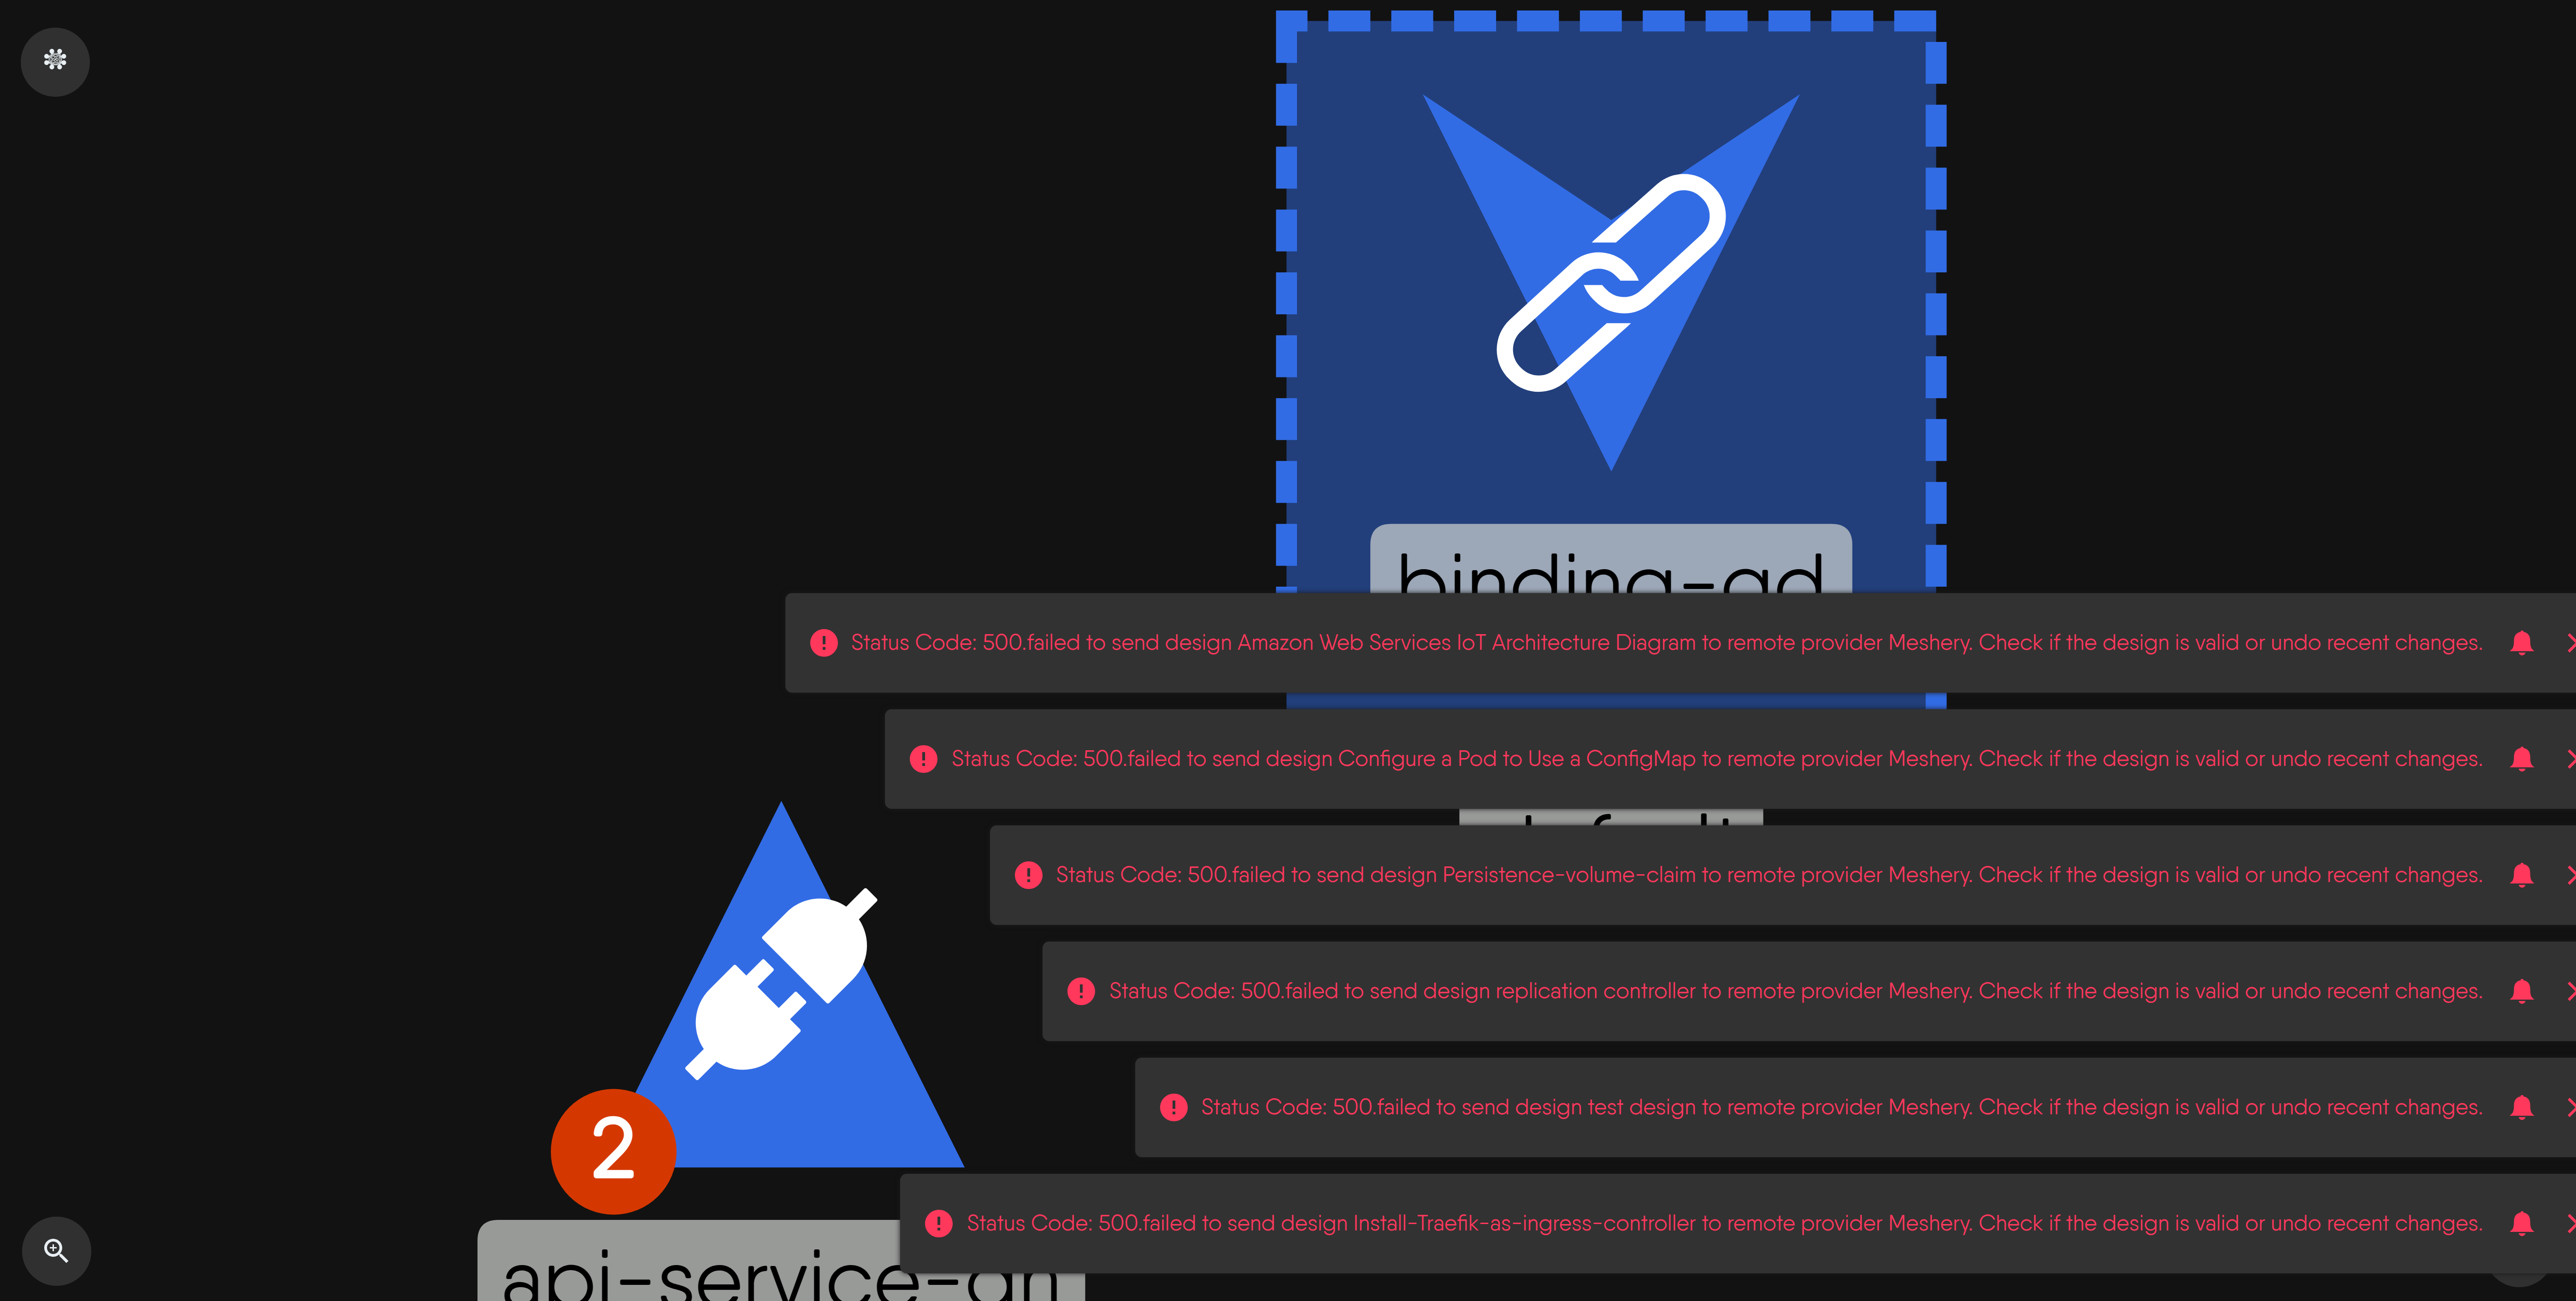 binding-gd
Status Code: 500.failed to send design Amazon Web Services IoT Architecture Diagram to remote provider Meshery. Check if the design is valid or undo recent changes.
Status Code: 500.failed to send design Configure a Pod to Use a ConfigMap to remote provider Meshery. Check if the design is valid or undo recent changes.
Status Code: 500.failed to send design Persistence-volume-claim to remote provider Meshery. Check if the design is valid or undo recent changes.
Status Code: 500.failed to send design replication controller to remote provider Meshery. Check if the design is valid or undo recent changes.
Status Code: 500.failed to send design test design to remote provider Meshery. Check if the design is valid or undo recent changes.
2
Status Code: 500.failed to send design Install-Traefik-as-ingress-controller to remote provider Meshery. Check if the design is valid or undo recent changes.